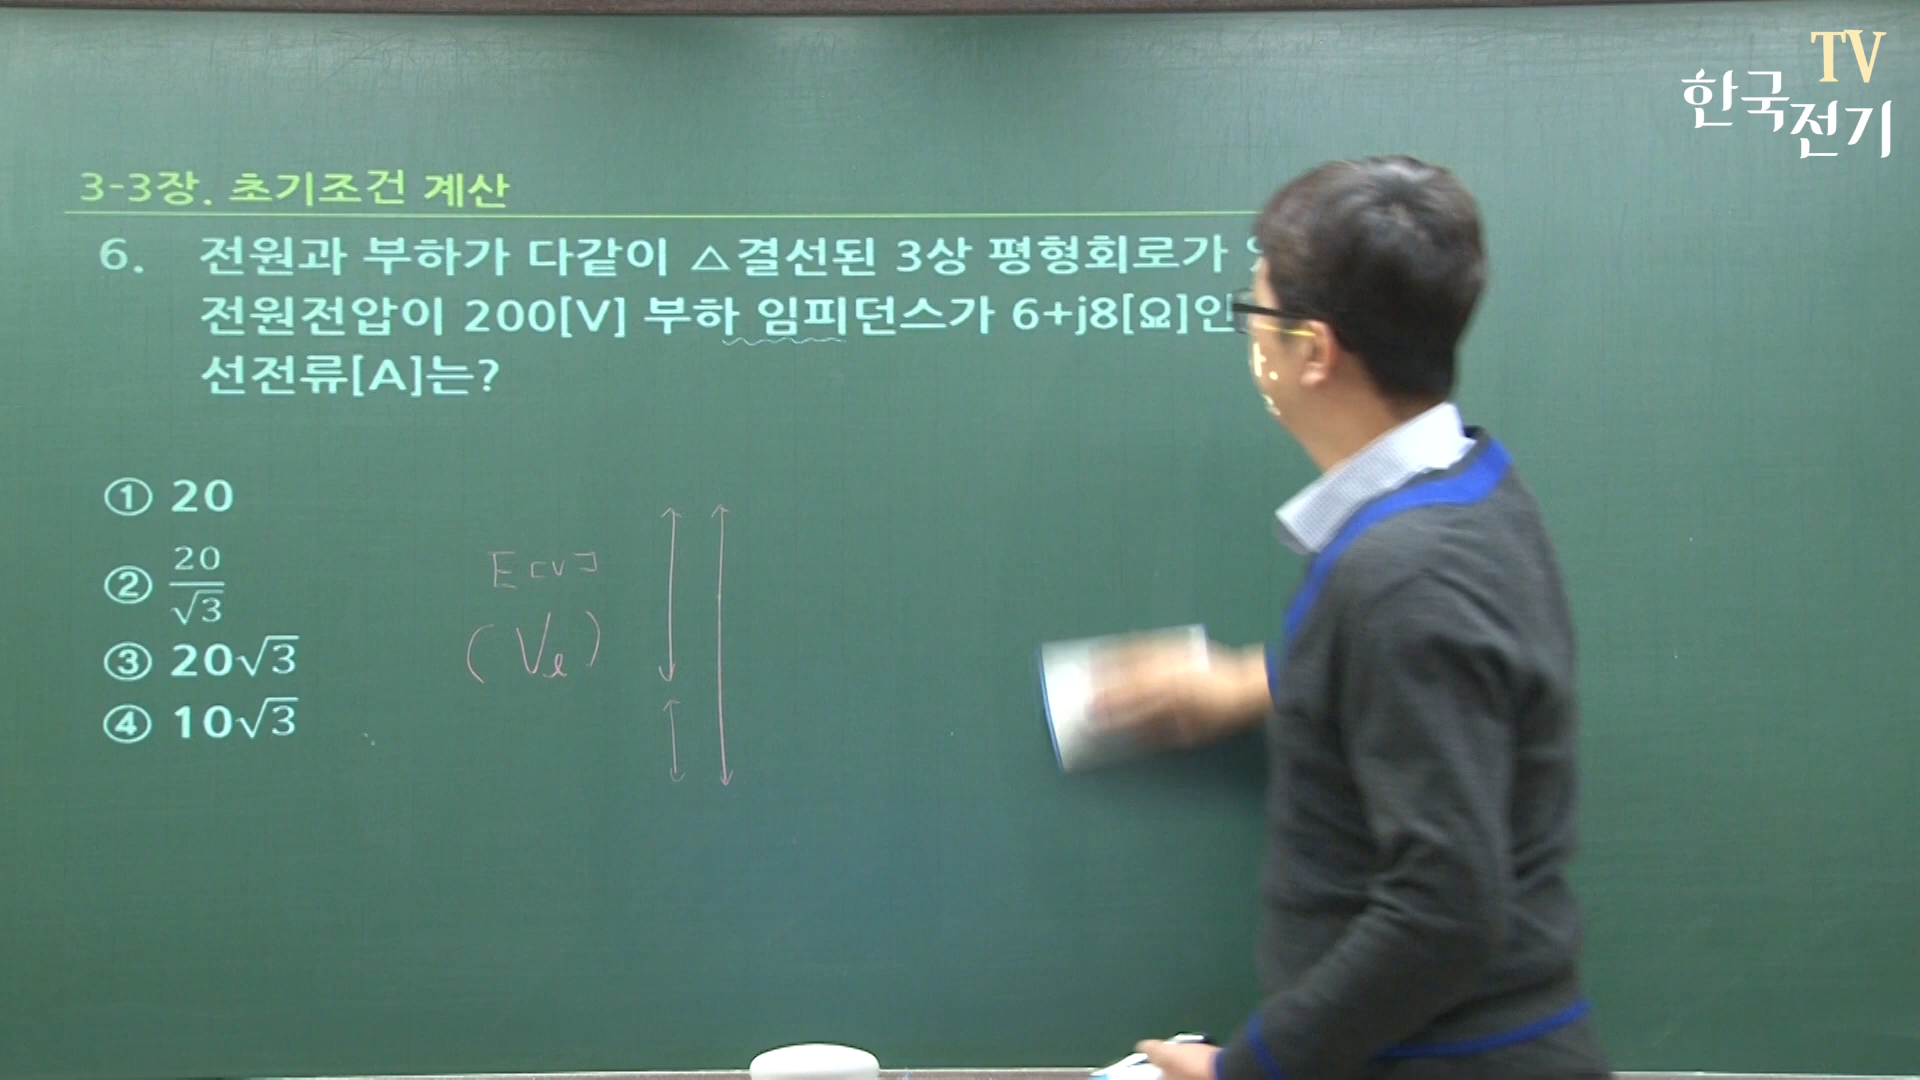 TV
한국전기
3-3장. 초기조건 계산
6. 전원과 부하가 다같이 △결선된 3상 평형회로가
전원전압이 200[V] 부하 임피던스가 6+j8[Ω]인
선전류[A]는?
① 20
② 20/√3
③ 20√3
④ 10√3
E [V]
(Vℓ)